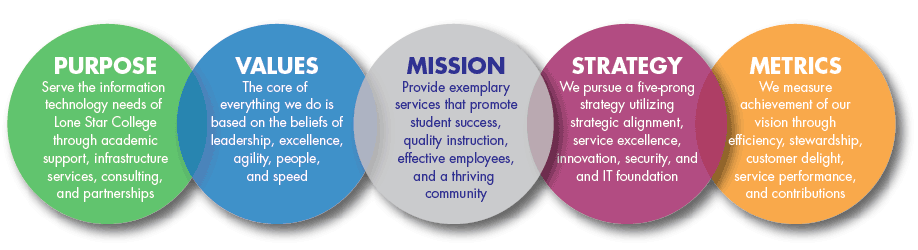 PURPOSE
Serve the information
technology needs of
Lone Star College
through academic
support, infrastructure
services, consulting,
and partnerships
VALUES
The core of
everything we do is
based on the beliefs of
leadership, excellence,
agility, people,
and speed
MISSION
Provide exemplary
services that promote
student success,
quality instruction,
effective employees,
and a thriving
community
STRATEGY
We pursue a five-prong
strategy utilizing
strategic alignment,
service excellence,
innovation, security, and
and IT foundation
METRICS
We measure
achievement of our
vision through
efficiency, stewardship,
customer delight,
service performance,
and contributions